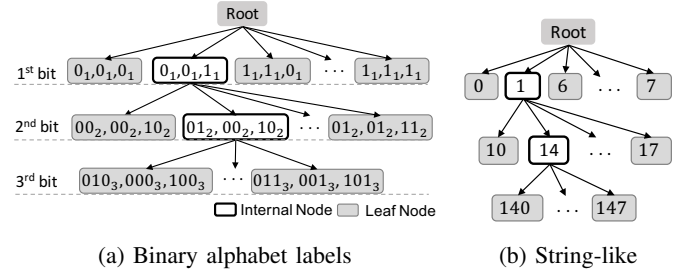 Root
1st bit 0₁,0₁,0₁ 0₁,0₁,1₁ 1₁,1₁,0₁ ··· 1₁,1₁,1₁
2nd bit 00₂,00₂,10₂ 01₂,00₂,10₂ ··· 01₂,01₂,11₂
3rd bit 010₃,000₃,100₃ ··· 011₃,001₃,101₃
Internal Node Leaf Node
(a) Binary alphabet labels
Root
0 1 6 ··· 7
10 14 ··· 17
140 ··· 147
(b) String-like